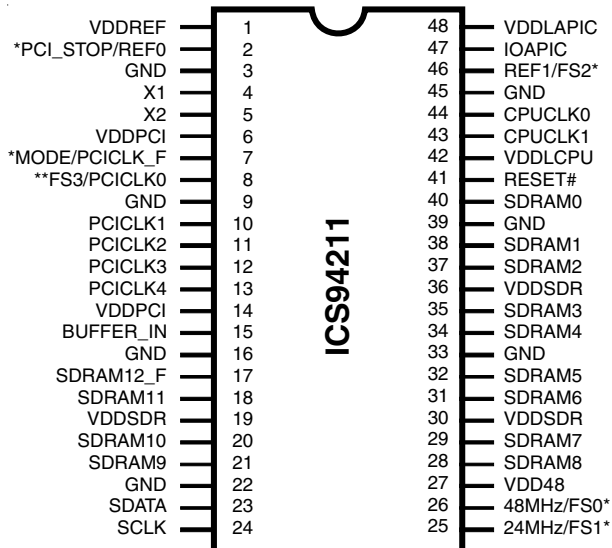 VDDREF 1 48 VDDLAPIC
*PCI_STOP/REF0 2 47 IOAPIC
GND 3 46 REF1/FS2*
X1 4 45 GND
X2 5 44 CPUCLK0
VDDPCI 6 43 CPUCLK1
*MODE/PCICLK_F 7 42 VDDLCPU
**FS3/PCICLK0 8 41 RESET#
GND 9 40 SDRAM0
PCICLK1 10 39 GND
PCICLK2 11 38 SDRAM1
PCICLK3 12 37 SDRAM2
PCICLK4 13 36 VDDSDR
VDDPCI 14 35 SDRAM3
BUFFER_IN 15 34 SDRAM4
GND 16 33 GND
SDRAM12_F 17 32 SDRAM5
SDRAM11 18 31 SDRAM6
VDDSDR 19 30 VDDSDR
SDRAM10 20 29 SDRAM7
SDRAM9 21 28 SDRAM8
GND 22 27 VDD48
SDATA 23 26 48MHz/FS0*
SCLK 24 25 24MHz/FS1*
ICS94211